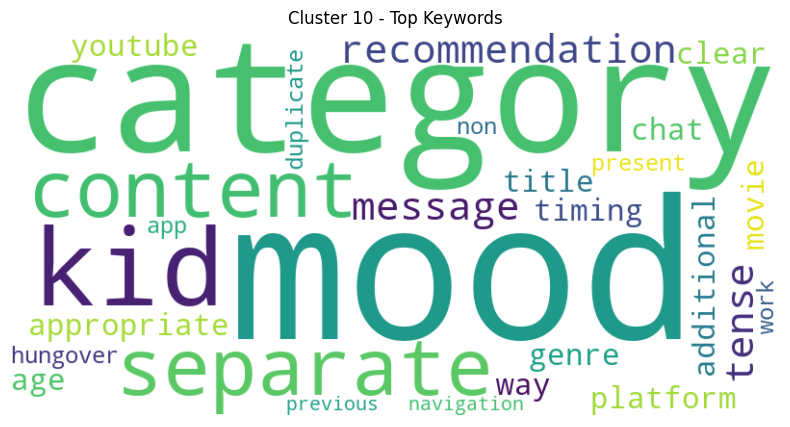 Cluster 10 - Top Keywords
youtube
recommendation
clear
category
duplicate
non
chat
present
content
title
message
timing
movie
app
kid
mood
additional
tense
work
appropriate
hungover
age
separate
genre
way
platform
previous
navigation